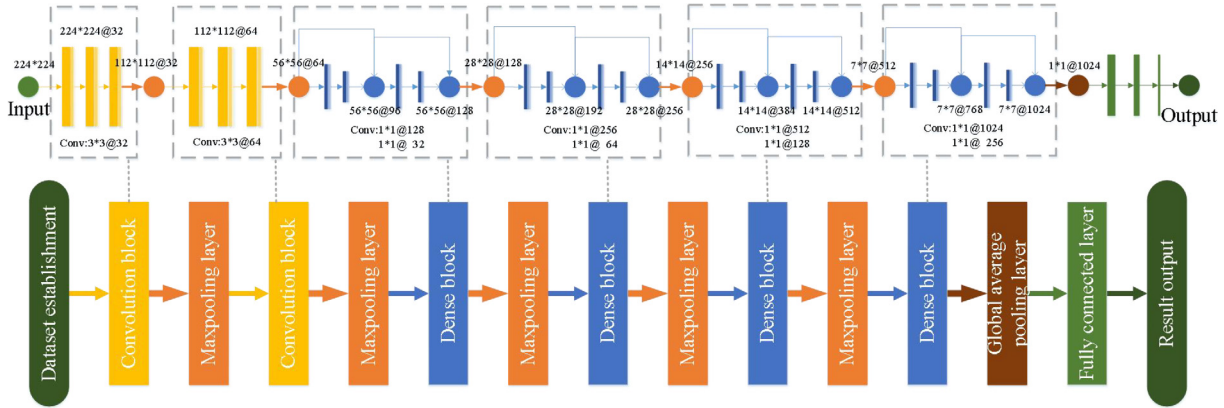 224*224
Input
224*224@32
Conv:3*3@32
112*112@32
112*112@64
Conv:3*3@64
56*56@64
56*56@96
56*56@128
Conv:1*1@128
1*1@ 32
28*28@128
28*28@192
28*28@256
Conv:1*1@256
1*1@ 64
14*14@256
14*14@384
14*14@512
Conv:1*1@512
1*1@128
7*7@512
7*7@768
7*7@1024
Conv:1*1@1024
1*1@ 256
1*1@1024
Output
Dataset establishment
Convolution block
Maxpooling layer
Convolution block
Maxpooling layer
Dense block
Maxpooling layer
Dense block
Maxpooling layer
Dense block
Maxpooling layer
Dense block
Global average
pooling layer
Fully connected layer
Result output